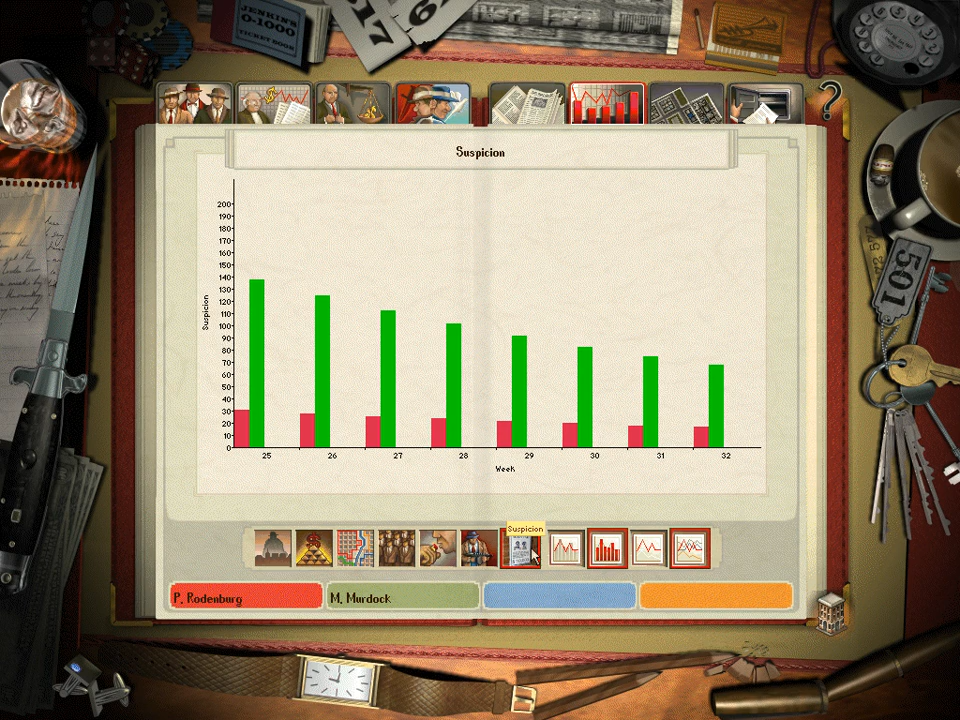 JENKIN'S
0-1000
TICKET BOOK
17
6
Suspicion
200
190
180
170
160
150
140
130
120
110
100
90
80
70
60
50
40
30
20
10
0
Suspicion
25 26 27 28 29 30 31 32
Week
501
Suspicion
P. Rodenburg
M. Murdock